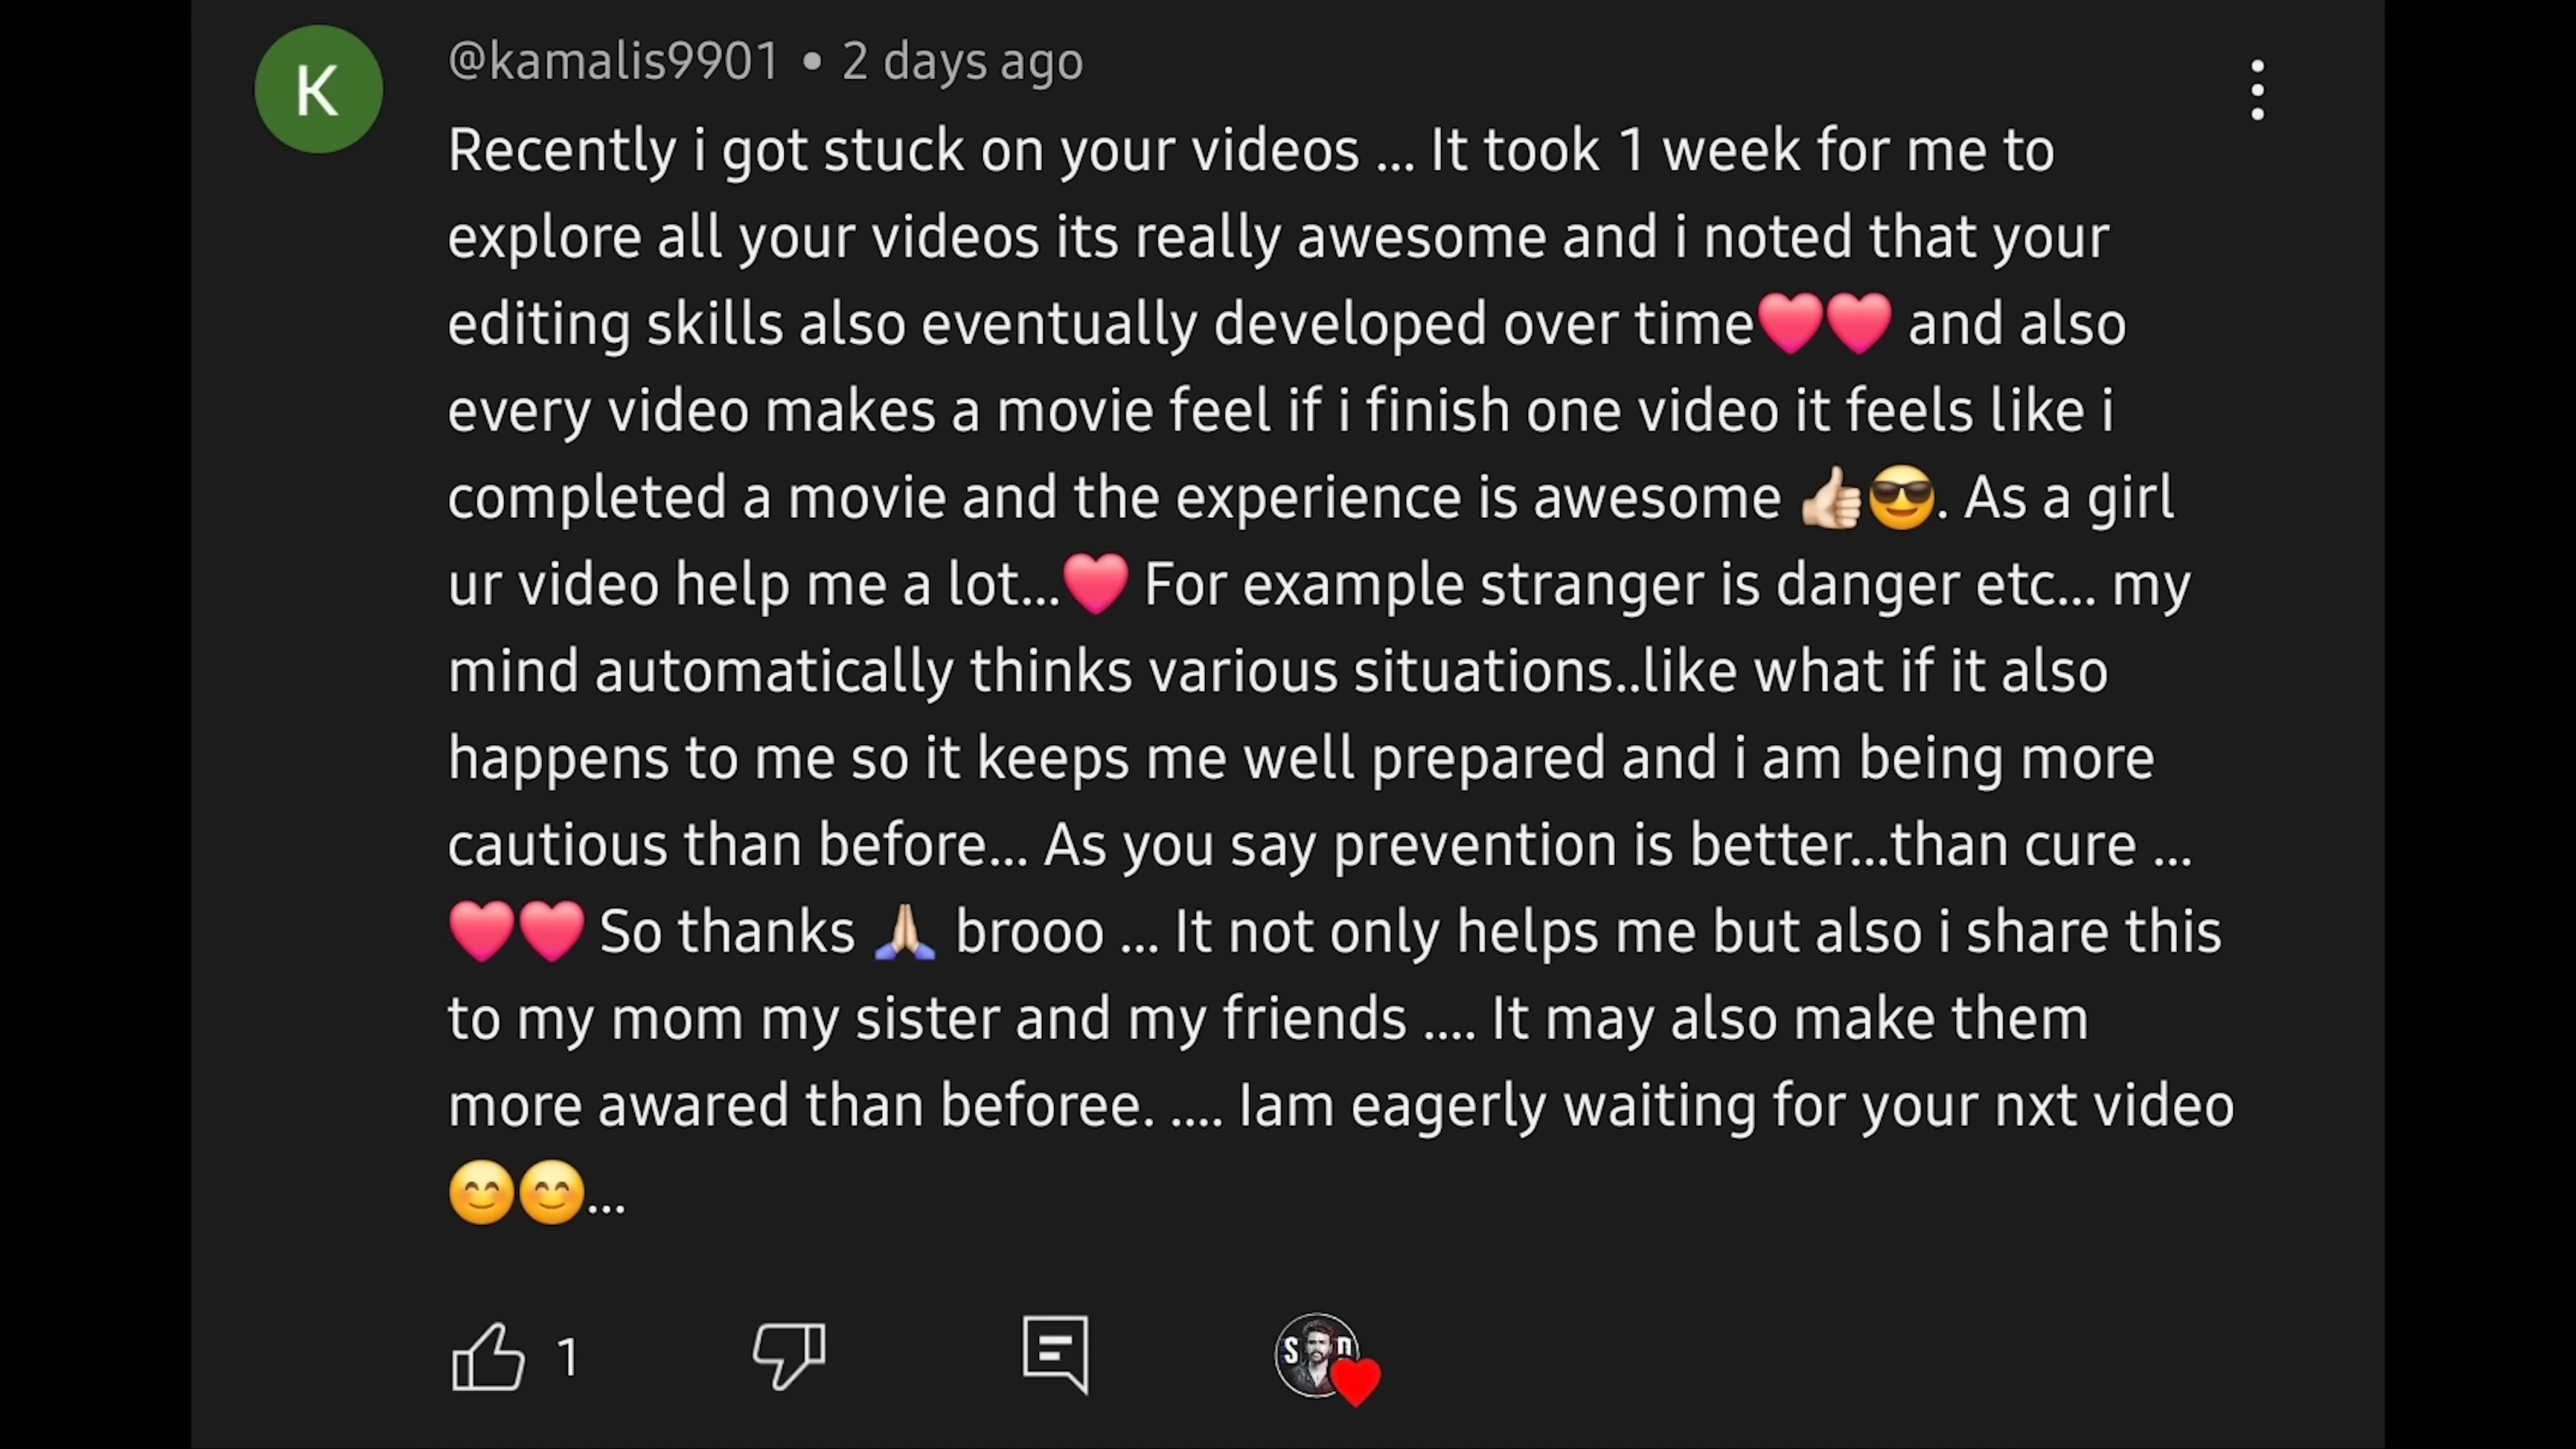 K
@kamalis9901 • 2 days ago
Recently i got stuck on your videos ... It took 1 week for me to
explore all your videos its really awesome and i noted that your
editing skills also eventually developed over time❤️❤️ and also
every video makes a movie feel if i finish one video it feels like i
completed a movie and the experience is awesome 👍🏻😎. As a girl
ur video help me a lot...❤️ For example stranger is danger etc... my
mind automatically thinks various situations..like what if it also
happens to me so it keeps me well prepared and i am being more
cautious than before... As you say prevention is better...than cure ...
❤️❤️ So thanks 🙏🏻 brooo ... It not only helps me but also i share this
to my mom my sister and my friends .... It may also make them
more awared than beforee. .... Iam eagerly waiting for your nxt video
😊😊...
1
S D